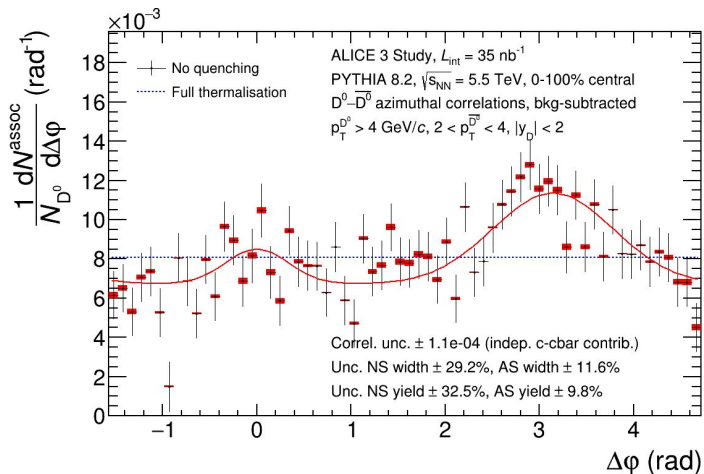 ×10⁻³
18
16
14
12
10
8
6
4
2
0
1/N_D⁰ dN^assoc/dΔφ (rad⁻¹)
No quenching
Full thermalisation
ALICE 3 Study, L_int = 35 nb⁻¹
PYTHIA 8.2, √s_NN = 5.5 TeV, 0-100% central
D⁰–D̅⁰ azimuthal correlations, bkg-subtracted
p_T^D⁰ > 4 GeV/c, 2 < p_T^D̅⁰ < 4, |y_D| < 2
Correl. unc. ± 1.1e-04 (indep. c-cbar contrib.)
Unc. NS width ± 29.2%, AS width ± 11.6%
Unc. NS yield ± 32.5%, AS yield ± 9.8%
−1 0 1 2 3 4
Δφ (rad)